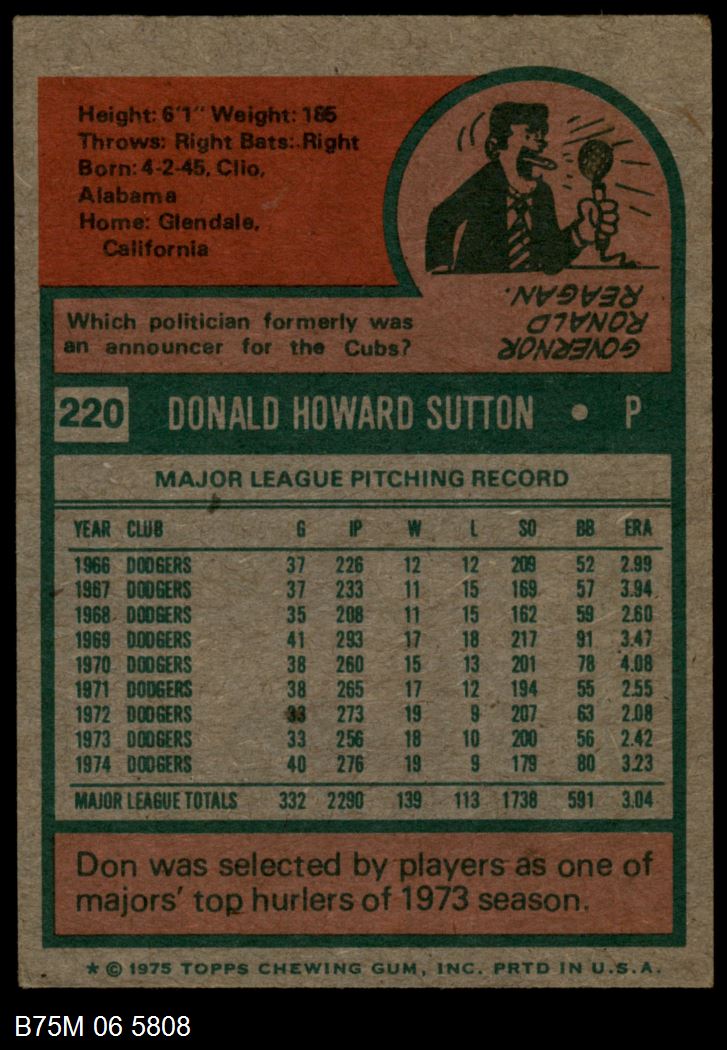 Height: 6'1" Weight: 185
Throws: Right Bats: Right
Born: 4-2-45, Clio,
Alabama
Home: Glendale,
California
Which politician formerly was
an announcer for the Cubs?
GOVERNOR
RONALD
REAGAN.
220 DONALD HOWARD SUTTON • P
MAJOR LEAGUE PITCHING RECORD
YEAR CLUB G IP W L SO BB ERA
1966 DODGERS 37 226 12 12 209 52 2.99
1967 DODGERS 37 233 11 15 169 57 3.94
1968 DODGERS 35 208 11 15 162 59 2.60
1969 DODGERS 41 293 17 18 217 91 3.47
1970 DODGERS 38 260 15 13 201 78 4.08
1971 DODGERS 38 265 17 12 194 55 2.55
1972 DODGERS 33 273 19 9 207 63 2.08
1973 DODGERS 33 256 18 10 200 56 2.42
1974 DODGERS 40 276 19 9 179 80 3.23
MAJOR LEAGUE TOTALS 332 2290 139 113 1738 591 3.04
Don was selected by players as one of
majors' top hurlers of 1973 season.
* © 1975 TOPPS CHEWING GUM, INC. PRTD IN U.S.A.
B75M 06 5808